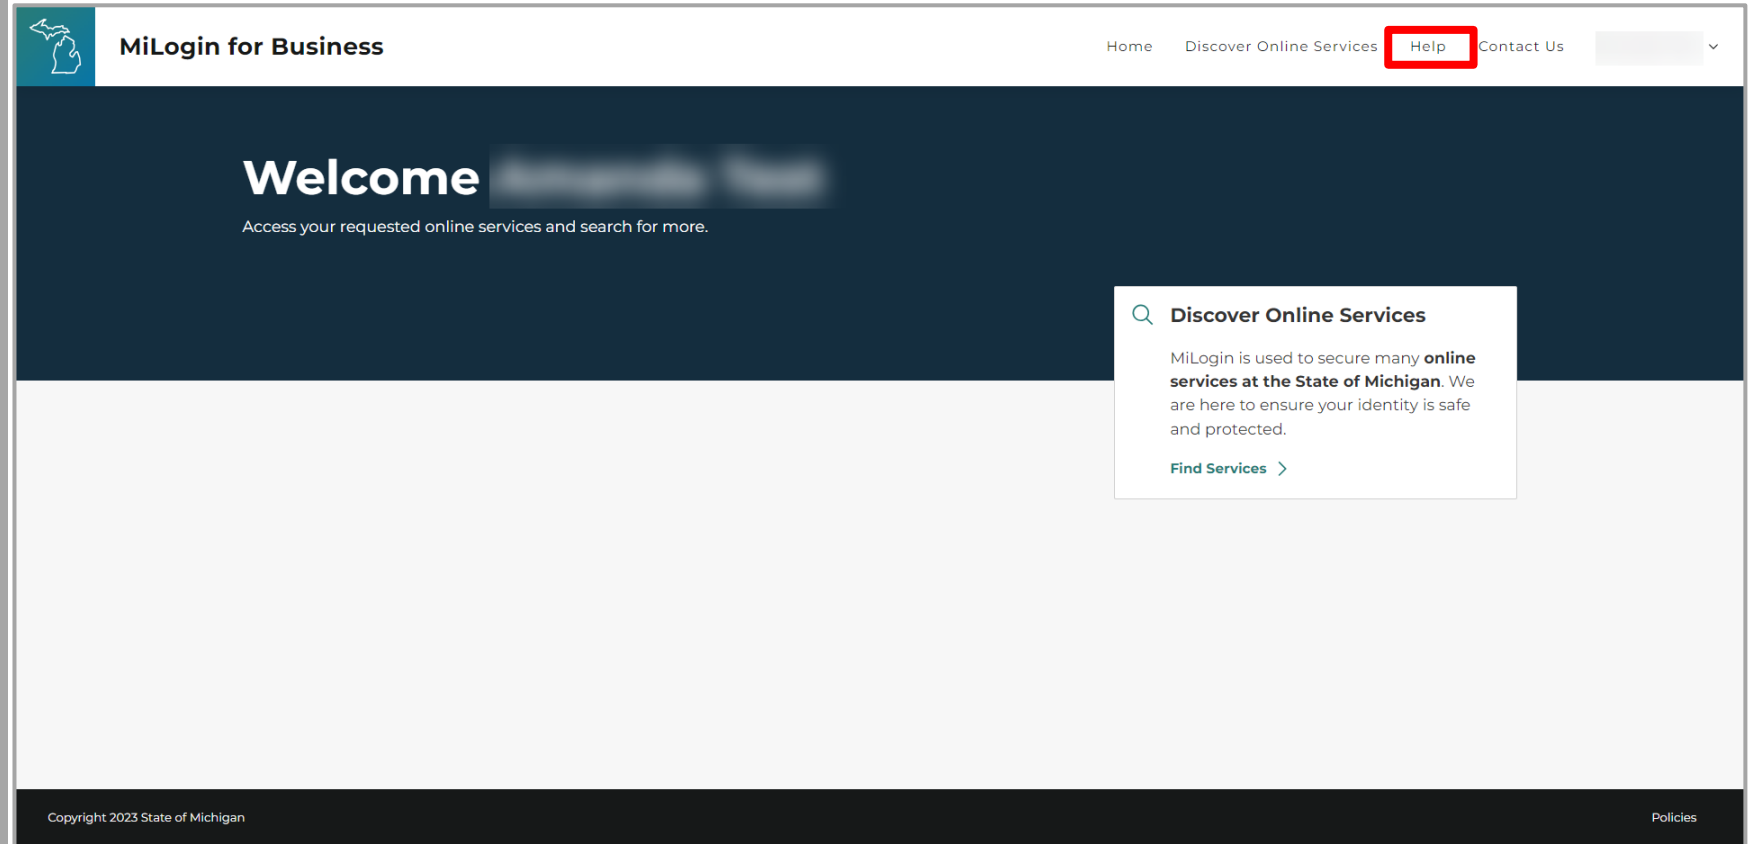 MiLogin for Business
Home Discover Online Services Help Contact Us
Welcome
Access your requested online services and search for more.
Discover Online Services
MiLogin is used to secure many online
services at the State of Michigan. We
are here to ensure your identity is safe
and protected.
Find Services
Copyright 2023 State of Michigan
Policies